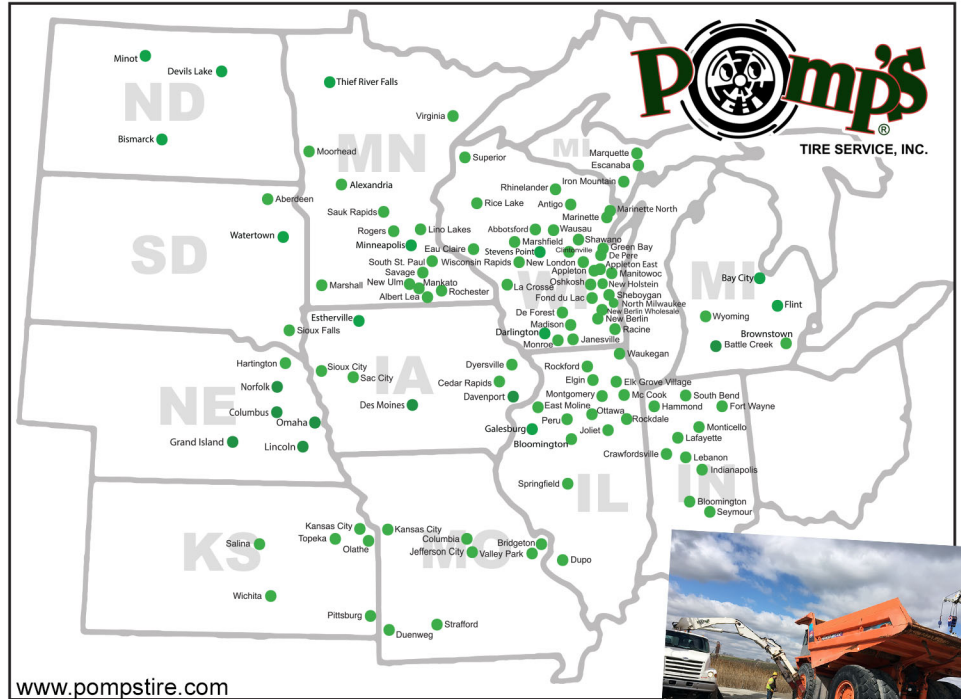 POMP'S
®
TIRE SERVICE, INC.
ND
Minot
Devils Lake
Bismarck
MN
Thief River Falls
Virginia
Moorhead
Alexandria
Sauk Rapids
Rogers
Lino Lakes
Minneapolis
South St. Paul
Savage
New Ulm
Mankato
Albert Lea
Rochester
Marshall
SD
Aberdeen
Watertown
Sioux Falls
MI
Marquette
Escanaba
Iron Mountain
WI
Superior
Rhinelander
Rice Lake
Antigo
Marinette North
Marinette
Abbotsford
Wausau
Eau Claire
Marshfield
Shawano
Stevens Point
Clintonville
Green Bay
De Pere
Wisconsin Rapids
New London
Appleton East
Appleton
Manitowoc
La Crosse
Oshkosh
New Holstein
Fond du Lac
Sheboygan
North Milwaukee
De Forest
New Berlin Wholesale
New Berlin
Madison
Darlington
Racine
Monroe
Janesville
MI
Bay City
Flint
Wyoming
Brownstown
Battle Creek
IA
Estherville
Sioux City
Sac City
Dyersville
Cedar Rapids
Des Moines
Davenport
NE
Hartington
Norfolk
Columbus
Omaha
Grand Island
Lincoln
IL
Waukegan
Rockford
Elgin
Elk Grove Village
Montgomery
Mc Cook
East Moline
Ottawa
Peru
Rockdale
Galesburg
Joliet
Bloomington
Springfield
Dupo
IN
South Bend
Hammond
Fort Wayne
Monticello
Lafayette
Crawfordsville
Lebanon
Indianapolis
Bloomington
Seymour
KS
Kansas City
Topeka
Olathe
Salina
Wichita
Pittsburg
MO
Kansas City
Columbia
Jefferson City
Bridgeton
Valley Park
Strafford
Duenweg
www.pompstire.com